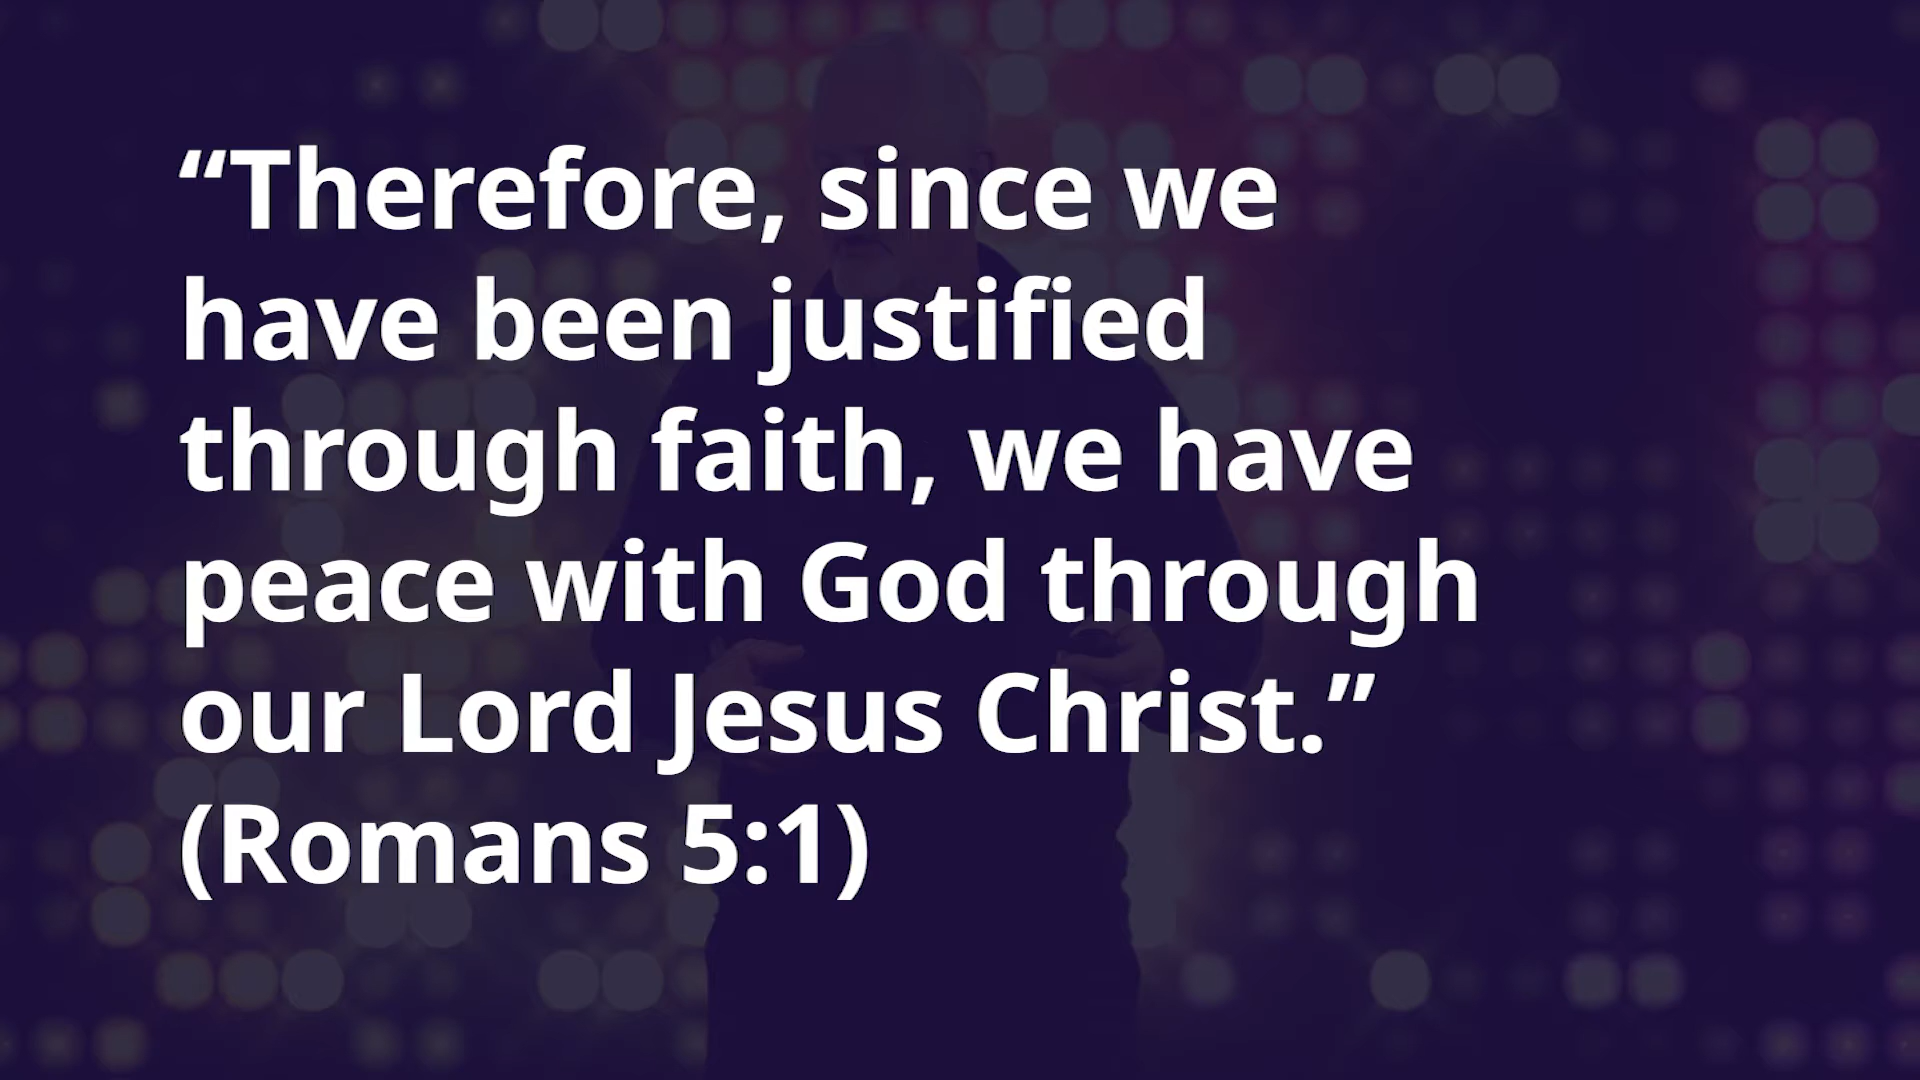 “Therefore, since we
have been justified
through faith, we have
peace with God through
our Lord Jesus Christ.”
(Romans 5:1)